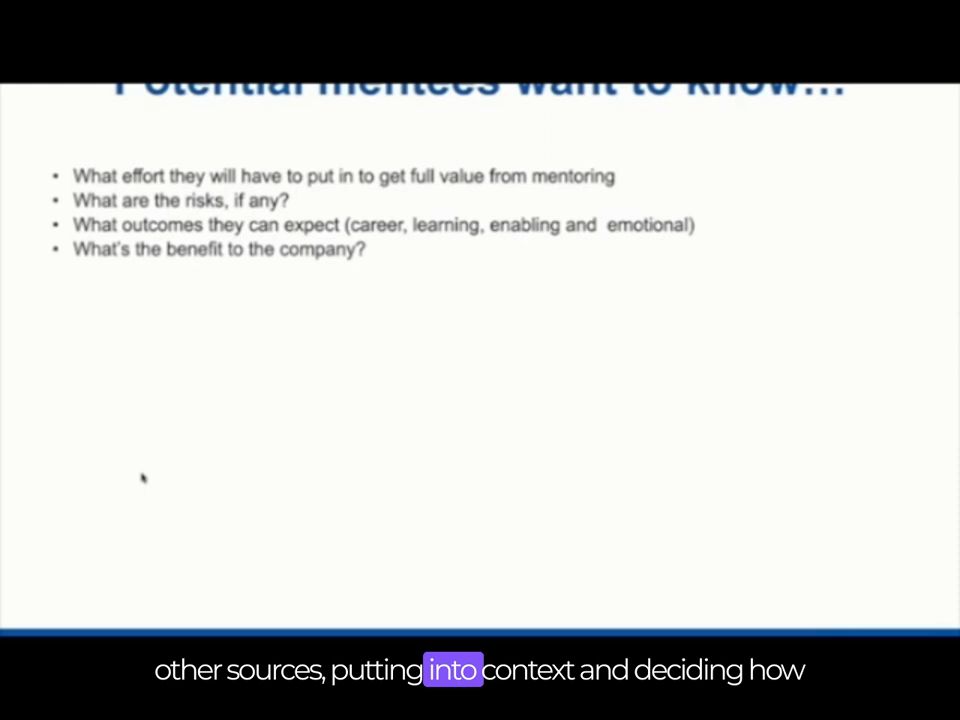 Potential mentees want to know...
• What effort they will have to put in to get full value from mentoring
• What are the risks, if any?
• What outcomes they can expect (career, learning, enabling and emotional)
• What's the benefit to the company?
other sources, putting into context and deciding how